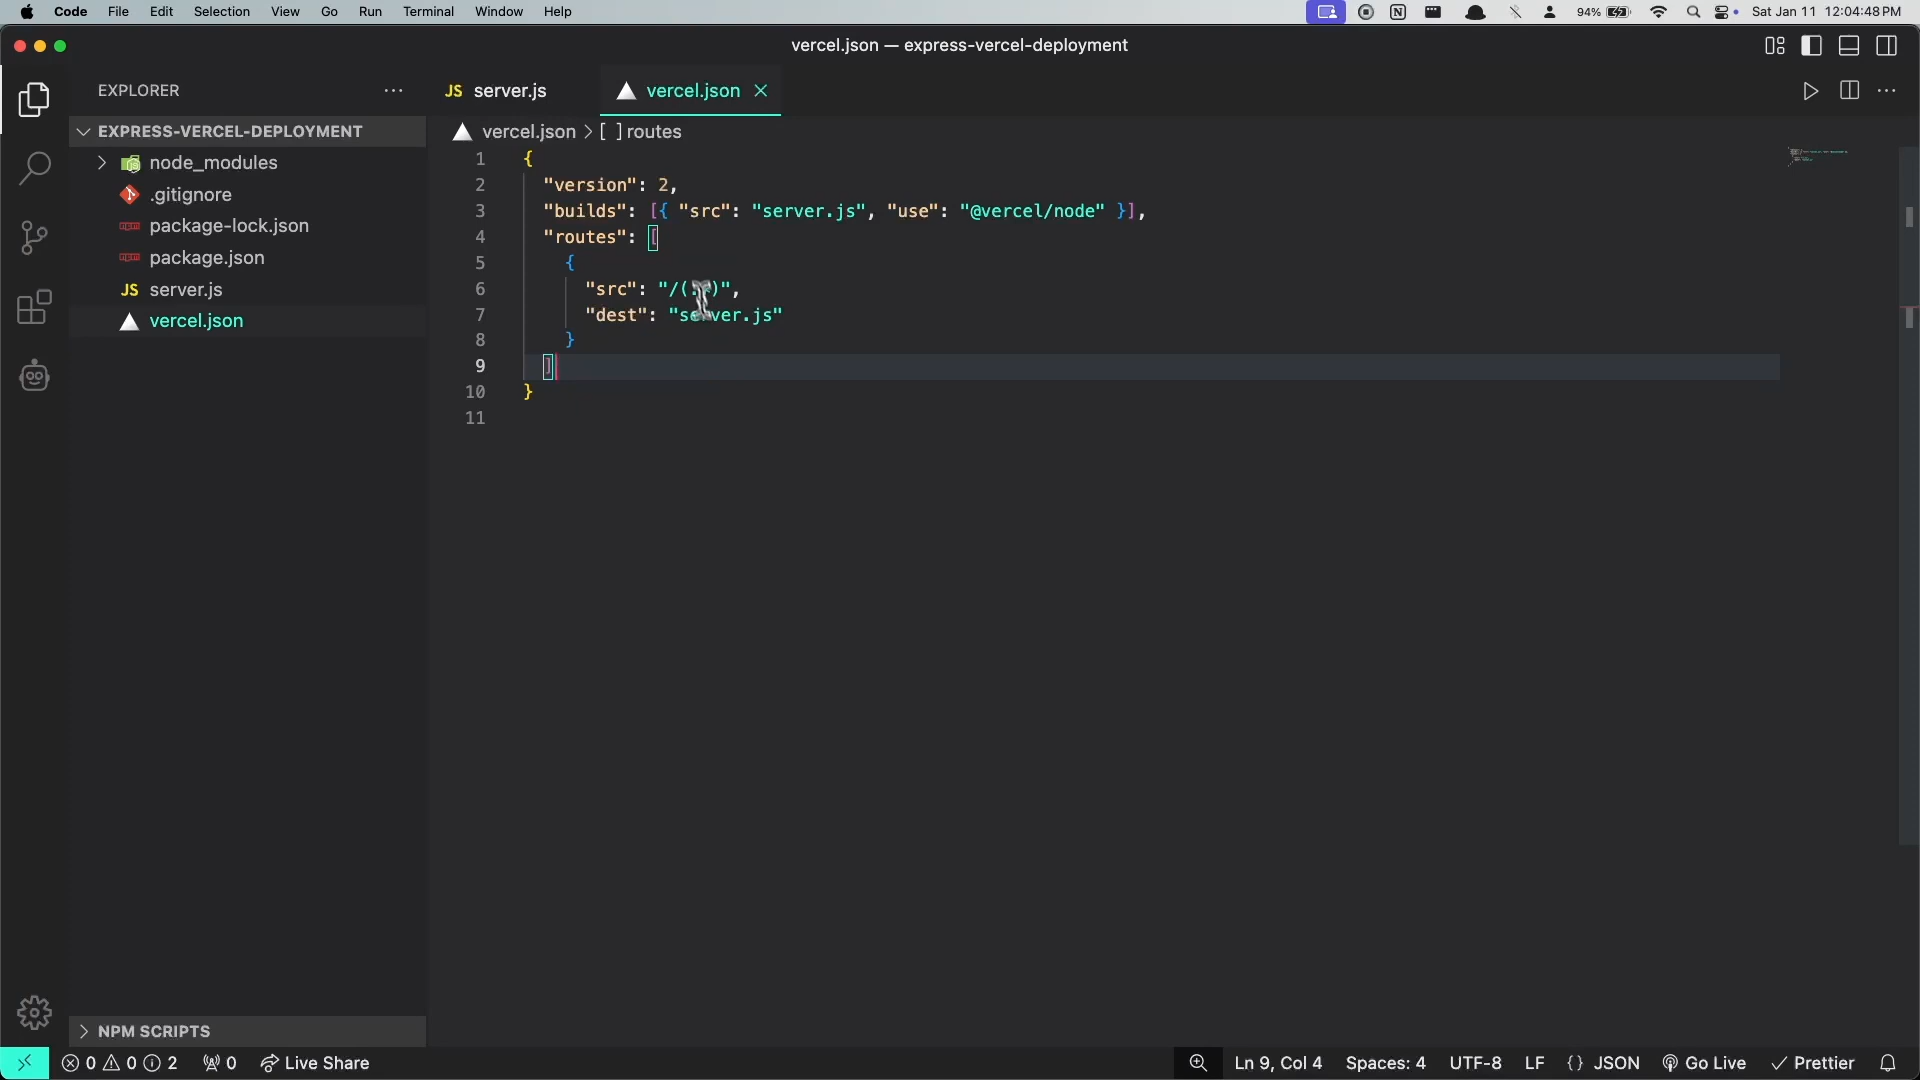 Code File Edit Selection View Go Run Terminal Window Help 94% Sat Jan 11 12:04:48 PM
vercel.json — express-vercel-deployment
EXPLORER
JS server.js vercel.json
EXPRESS-VERCEL-DEPLOYMENT
vercel.json > [ ] routes
node_modules
.gitignore
package-lock.json
package.json
JS server.js
vercel.json
1 {
2 "version": 2,
3 "builds": [{ "src": "server.js", "use": "@vercel/node" }],
4 "routes": [
5 {
6 "src": "/(.*)",
7 "dest": "server.js"
8 }
9 ]
10 }
11
NPM SCRIPTS
0 0 2 0 Live Share Ln 9, Col 4 Spaces: 4 UTF-8 LF {} JSON Go Live Prettier